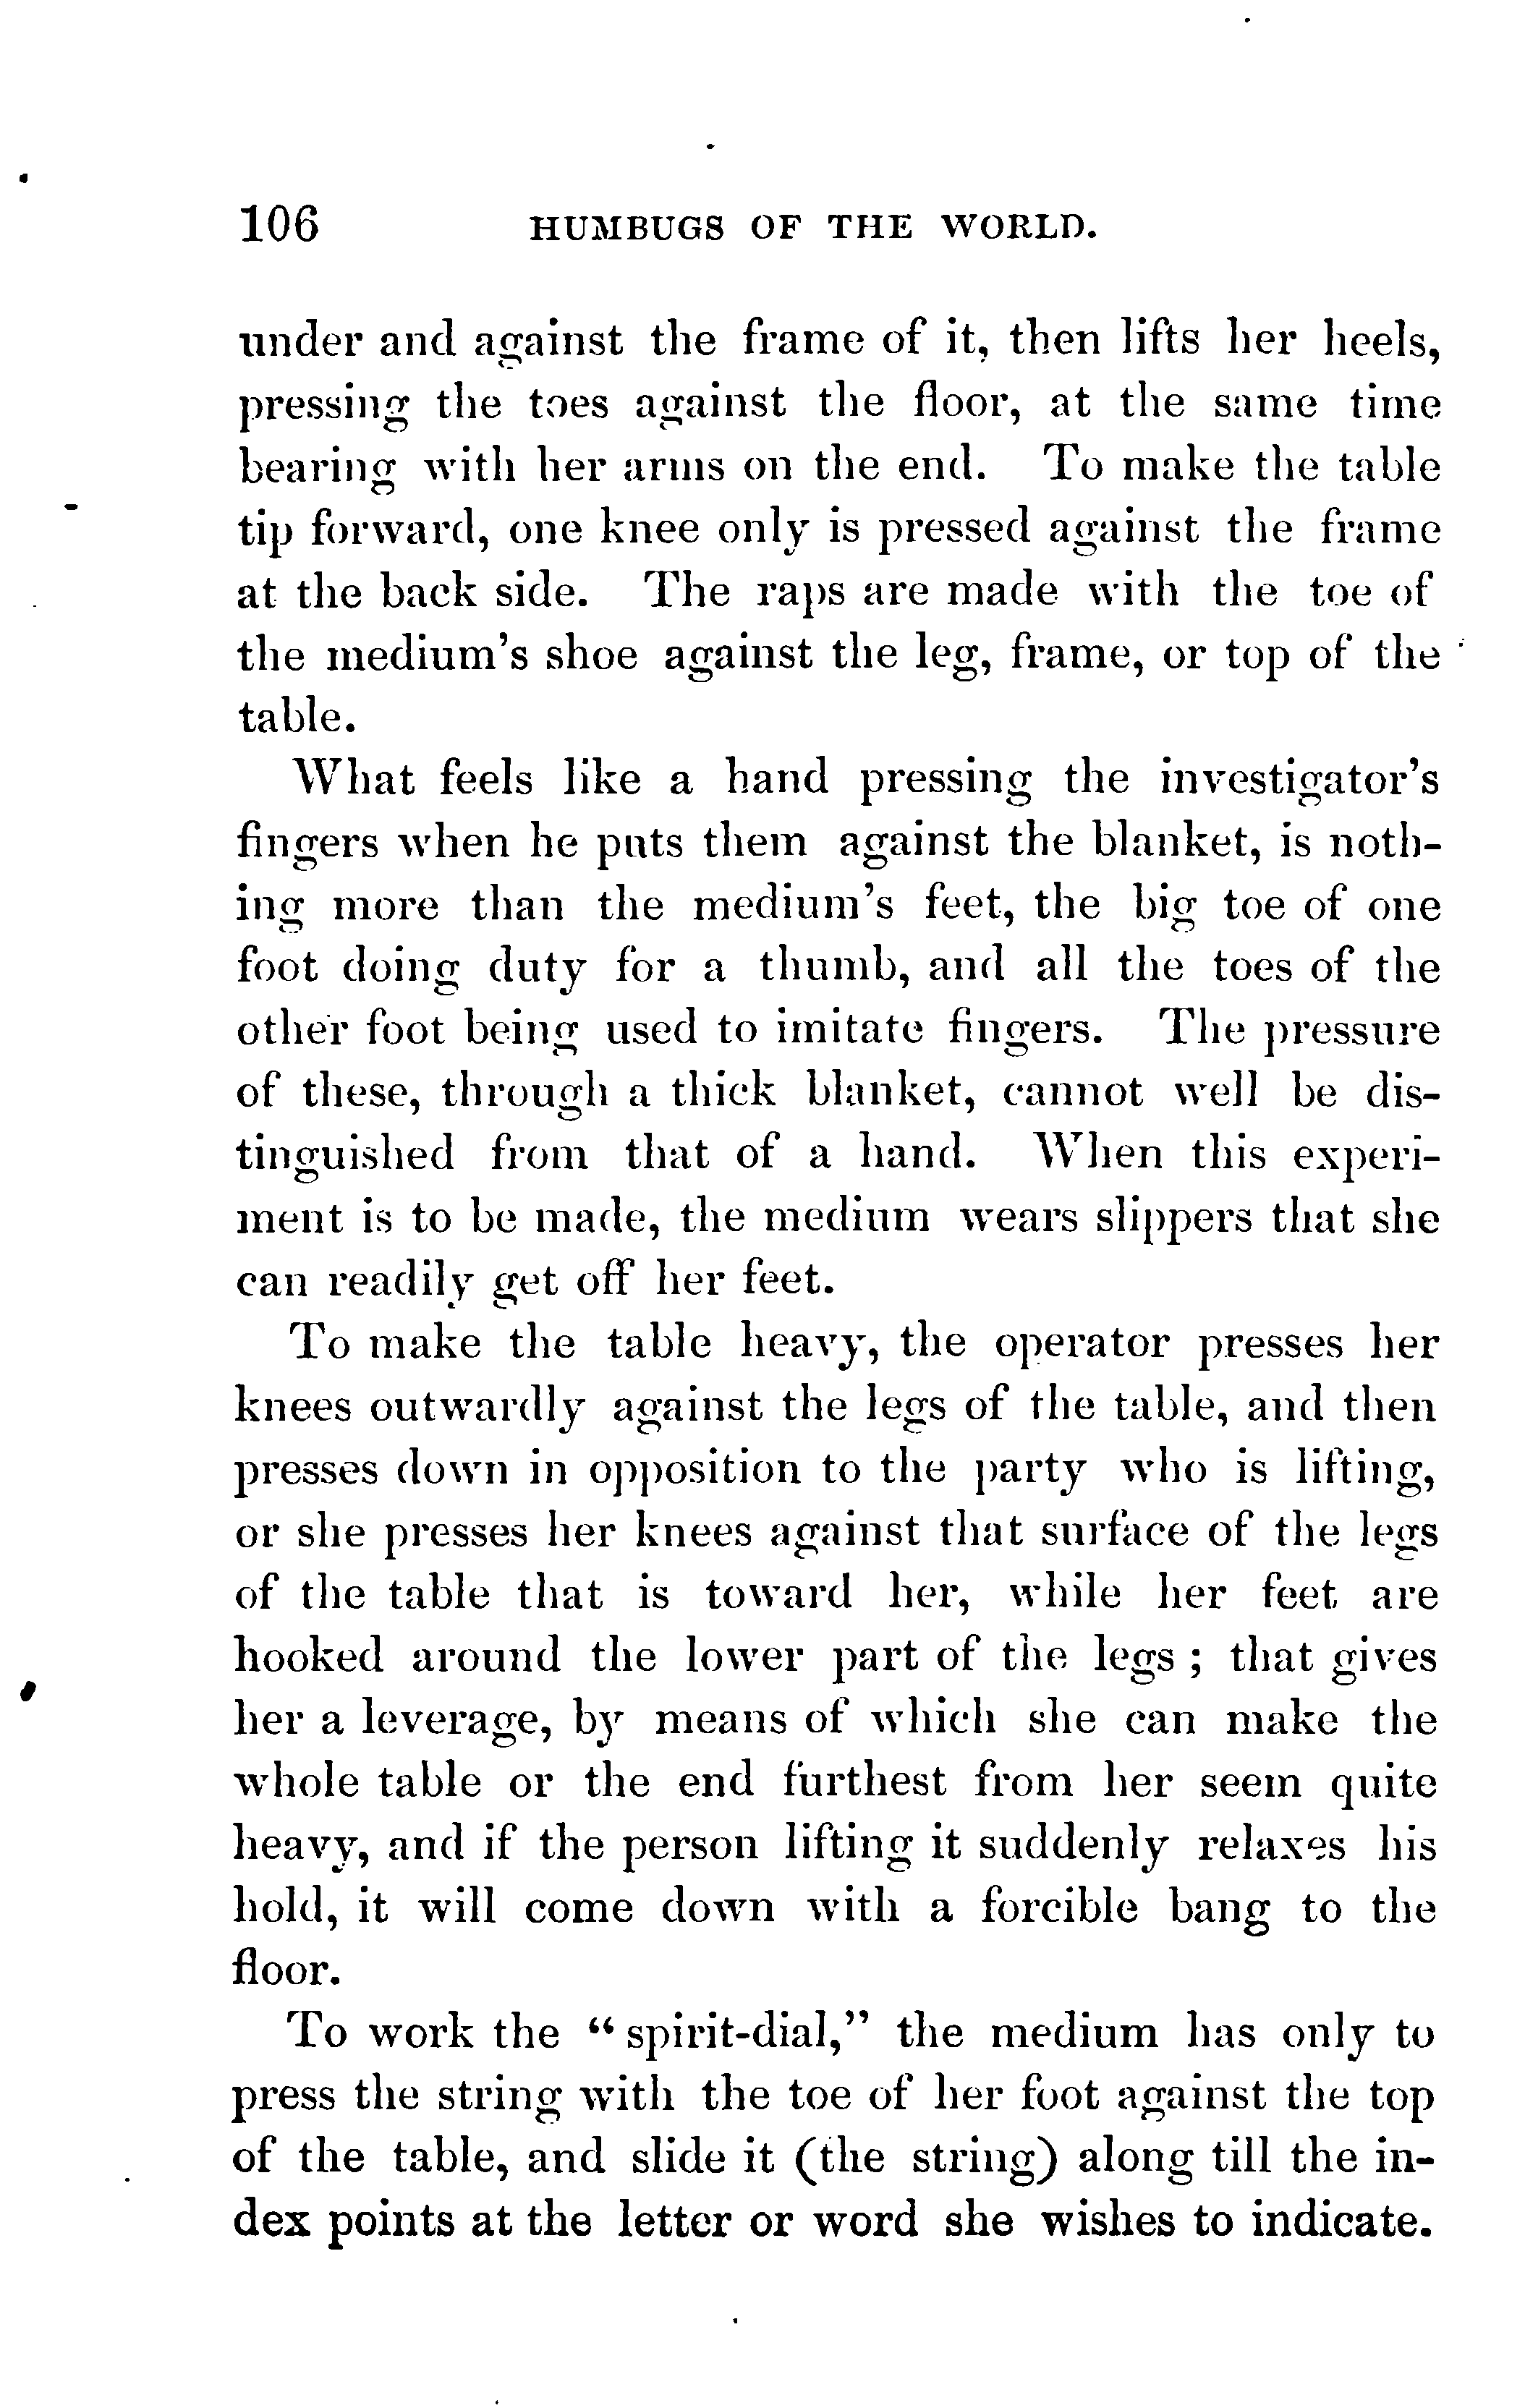 106 HUMBUGS OF THE WORLD.
under and against the frame of it, then lifts her heels,
pressing the toes against the floor, at the same time
bearing with her arms on the end. To make the table
tip forward, one knee only is pressed against the frame
at the back side. The raps are made with the toe of
the medium's shoe against the leg, frame, or top of the
table.
What feels like a hand pressing the investigator's
fingers when he puts them against the blanket, is noth-
ing more than the medium's feet, the big toe of one
foot doing duty for a thumb, and all the toes of the
other foot being used to imitate fingers. The pressure
of these, through a thick blanket, cannot well be dis-
tinguished from that of a hand. When this experi-
ment is to be made, the medium wears slippers that she
can readily get off her feet.
To make the table heavy, the operator presses her
knees outwardly against the legs of the table, and then
presses down in opposition to the party who is lifting,
or she presses her knees against that surface of the legs
of the table that is toward her, while her feet are
hooked around the lower part of the legs ; that gives
her a leverage, by means of which she can make the
whole table or the end furthest from her seem quite
heavy, and if the person lifting it suddenly relaxes his
hold, it will come down with a forcible bang to the
floor.
To work the “ spirit-dial,” the medium has only to
press the string with the toe of her foot against the top
of the table, and slide it (the string) along till the in-
dex points at the letter or word she wishes to indicate.